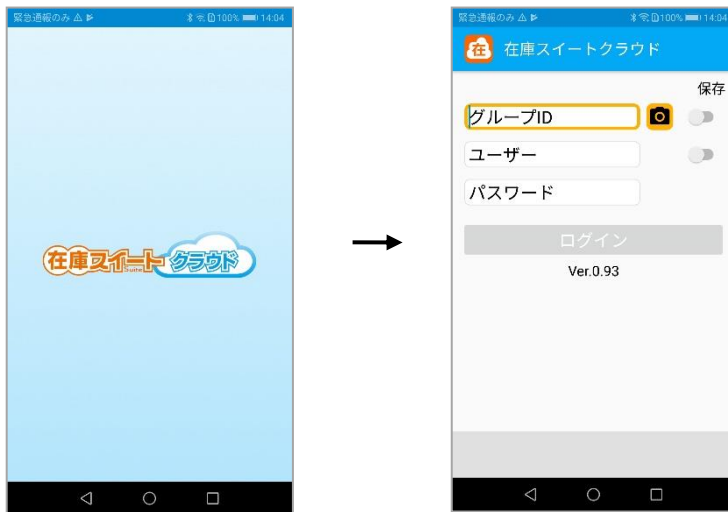 緊急通報のみ 100% 14:04
在庫スイート クラウド
緊急通報のみ 100% 14:04
在 在庫スイートクラウド
保存
グループID
ユーザー
パスワード
ログイン
Ver.0.93